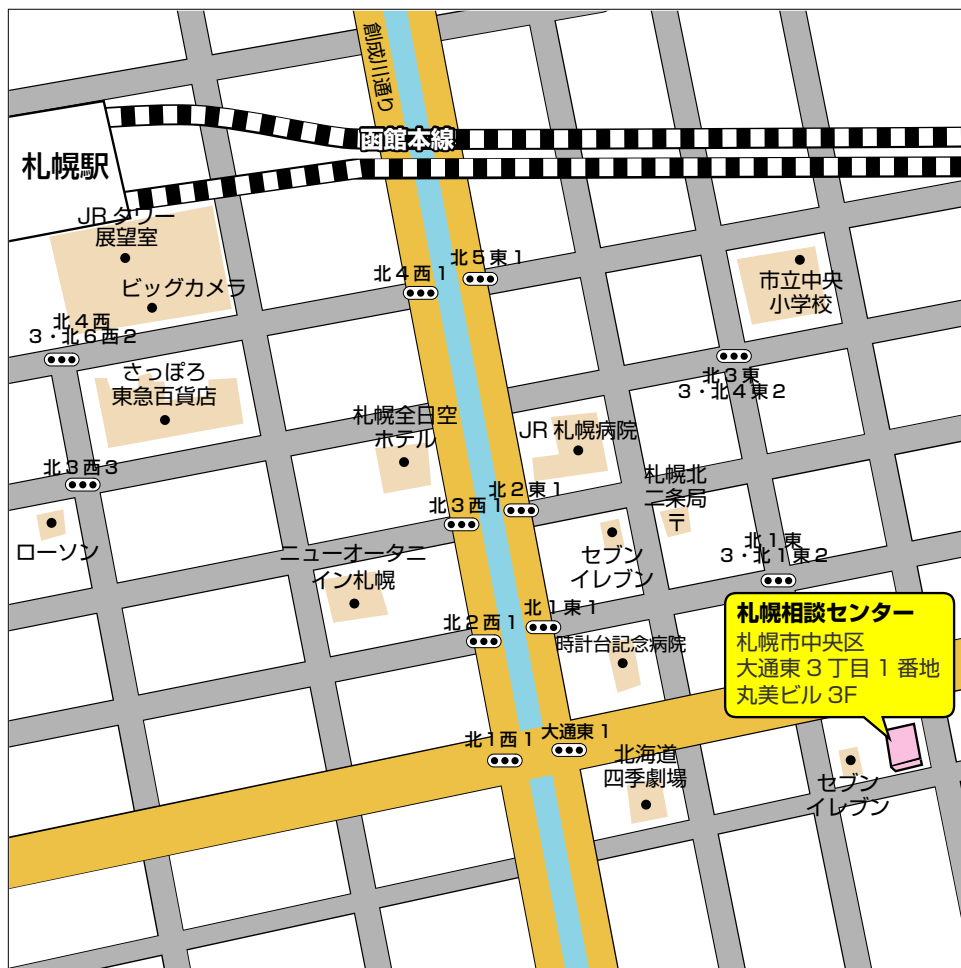 創成川通り
函館本線
札幌駅
JRタワー
展望室
ビッグカメラ
北4西1
北5東1
市立中央
小学校
北4西
3・北6西2
さっぽろ
東急百貨店
北3東
3・北4東2
札幌全日空
ホテル
JR札幌病院
北3西3
札幌北
二条局
〒
北3西1
北2東1
ローソン
ニューオータニ
イン札幌
セブン
イレブン
北1東
3・北1東2
北2西1
北1東1
時計台記念病院
札幌相談センター
札幌市中央区
大通東3丁目1番地
丸美ビル3F
北1西1
大通東1
北海道
四季劇場
セブン
イレブン